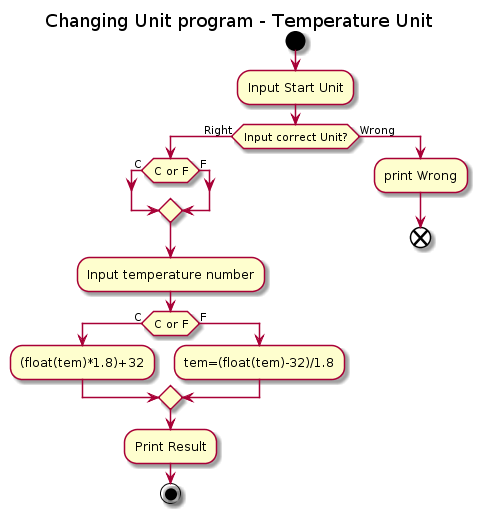 Changing Unit program - Temperature Unit
Input Start Unit
Right
Input correct Unit?
Wrong
C
C or F
F
print Wrong
Input temperature number
C
C or F
F
(float(tem)*1.8)+32
tem=(float(tem)-32)/1.8
Print Result